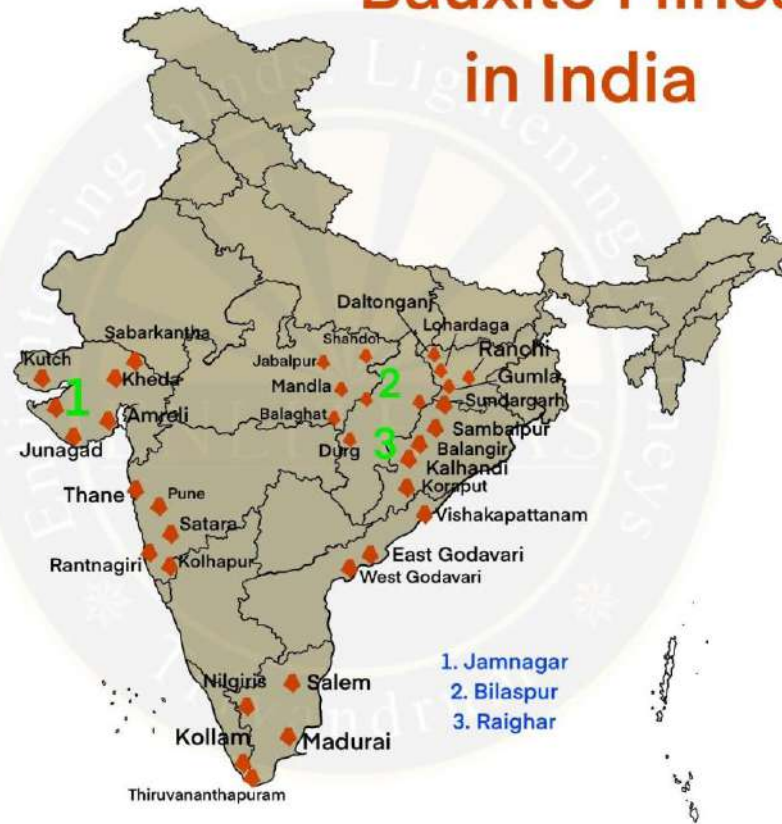 Bauxite Mines
in India
Daltonganj
Lohardaga
Shandol
Ranchi
Sabarkantha
Jabalpur
Kutch
Kheda
Mandla
2
Gumla
1
Sundargarh
Amreli
Balaghat
Sambalpur
Junagad
Durg
3
Balangir
Kalhandi
Thane
Pune
Koraput
Satara
Vishakapattanam
Rantnagiri
Kolhapur
East Godavari
West Godavari
1. Jamnagar
2. Bilaspur
3. Raighar
Nilgiris
Salem
Kollam
Madurai
Thiruvananthapuram